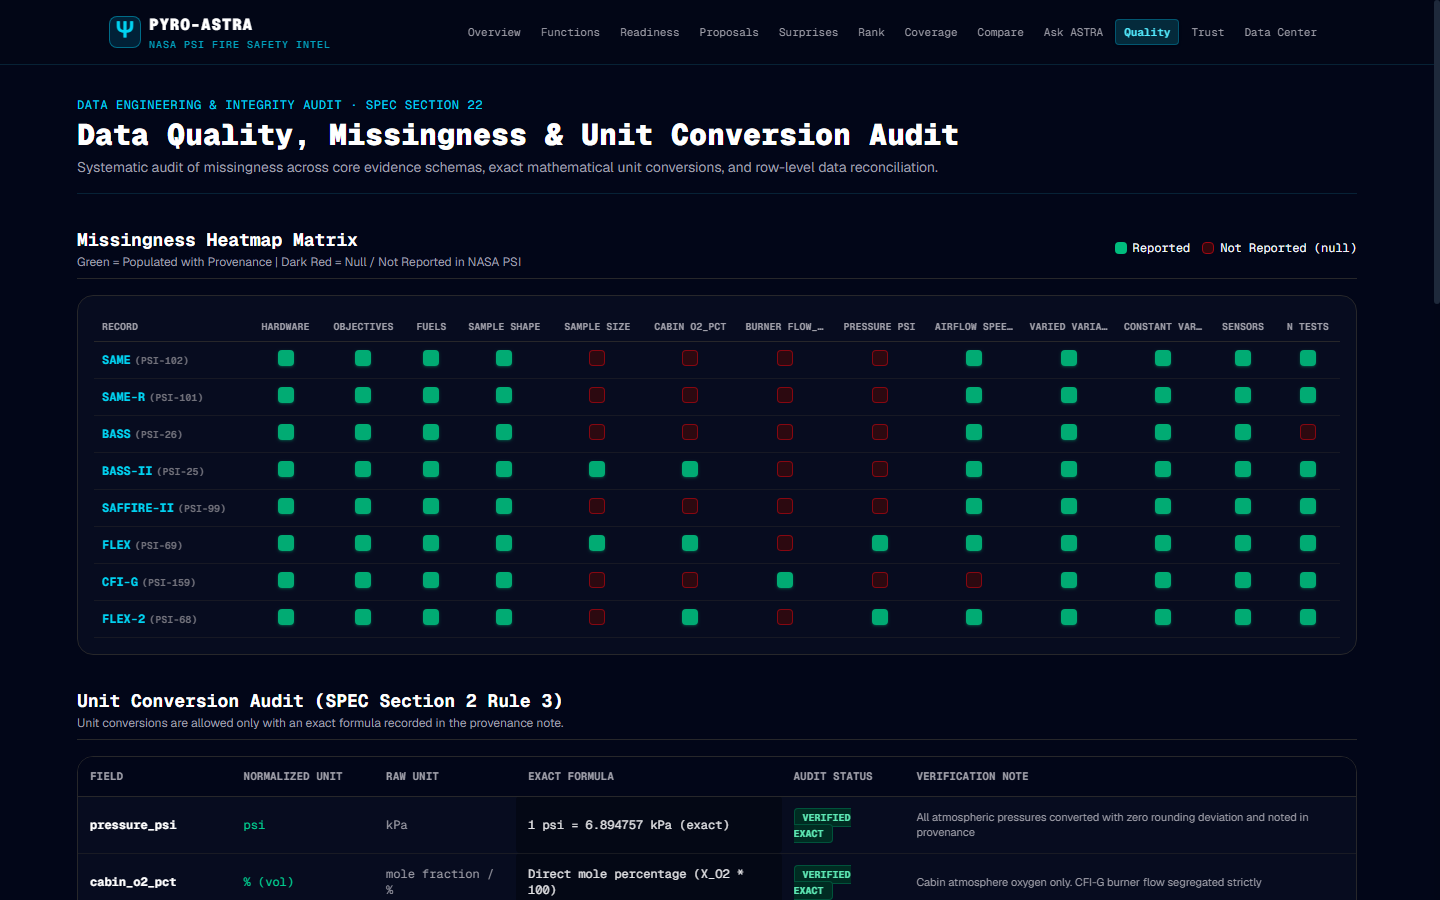 Ψ PYRO-ASTRA
NASA PSI FIRE SAFETY INTEL
Overview Functions Readiness Proposals Surprises Rank Coverage Compare Ask ASTRA Quality Trust Data Center
DATA ENGINEERING & INTEGRITY AUDIT · SPEC SECTION 22
Data Quality, Missingness & Unit Conversion Audit
Systematic audit of missingness across core evidence schemas, exact mathematical unit conversions, and row-level data reconciliation.
Missingness Heatmap Matrix
Green = Populated with Provenance | Dark Red = Null / Not Reported in NASA PSI
Reported Not Reported (null)
RECORD HARDWARE OBJECTIVES FUELS SAMPLE SHAPE SAMPLE SIZE CABIN O2_PCT BURNER FLOW_… PRESSURE PSI AIRFLOW SPEE… VARIED VARIA… CONSTANT VAR… SENSORS N TESTS
SAME (PSI-102)
SAME-R (PSI-101)
BASS (PSI-26)
BASS-II (PSI-25)
SAFFIRE-II (PSI-99)
FLEX (PSI-69)
CFI-G (PSI-159)
FLEX-2 (PSI-68)
Unit Conversion Audit (SPEC Section 2 Rule 3)
Unit conversions are allowed only with an exact formula recorded in the provenance note.
FIELD NORMALIZED UNIT RAW UNIT EXACT FORMULA AUDIT STATUS VERIFICATION NOTE
pressure_psi psi kPa 1 psi = 6.894757 kPa (exact) VERIFIED EXACT All atmospheric pressures converted with zero rounding deviation and noted in provenance
cabin_o2_pct % (vol) mole fraction / % Direct mole percentage (X_O2 * 100) VERIFIED EXACT Cabin atmosphere oxygen only. CFI-G burner flow segregated strictly